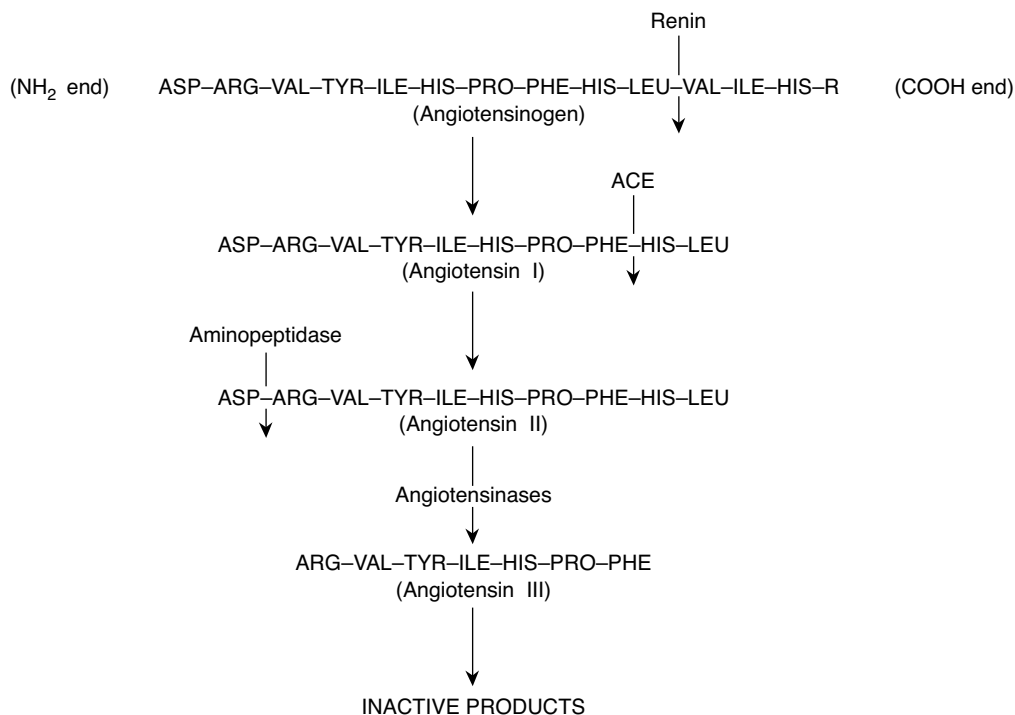 Renin
(NH2 end) ASP–ARG–VAL–TYR–ILE–HIS–PRO–PHE–HIS–LEU–VAL–ILE–HIS–R (COOH end)
(Angiotensinogen)
ACE
ASP–ARG–VAL–TYR–ILE–HIS–PRO–PHE–HIS–LEU
(Angiotensin I)
Aminopeptidase
ASP–ARG–VAL–TYR–ILE–HIS–PRO–PHE–HIS–LEU
(Angiotensin II)
Angiotensinases
ARG–VAL–TYR–ILE–HIS–PRO–PHE
(Angiotensin III)
INACTIVE PRODUCTS